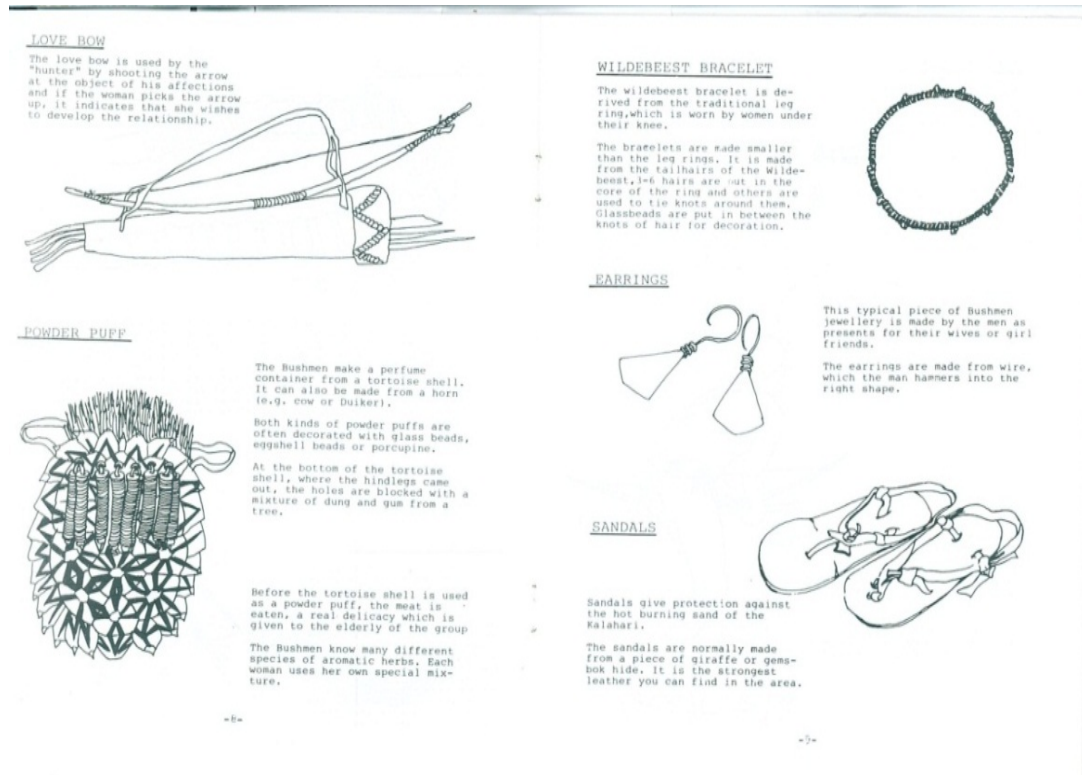 LOVE BOW
The love bow is used by the
"hunter" by shooting the arrow
at the object of his affections
and if the woman picks the arrow
up, it indicates that she wishes
to develop the relationship.
POWDER PUFF
The Bushmen make a perfume
container from a tortoise shell.
It can also be made from a horn
(e.g. cow or Duiker).
Both kinds of powder puffs are
often decorated with glass beads,
eggshell beads or porcupine.
At the bottom of the tortoise
shell, where the hindlegs came
out, the holes are blocked with a
mixture of dung and gum from a
tree.
Before the tortoise shell is used
as a powder puff, the meat is
eaten, a real delicacy which is
given to the elderly of the group
The Bushmen know many different
species of aromatic herbs. Each
woman uses her own special mix-
ture.
-8-
WILDEBEEST BRACELET
The wildebeest bracelet is de-
rived from the traditional leg
ring,which is worn by women under
their knee.
The bracelets are made smaller
than the leg rings. It is made
from the tailhairs of the Wilde-
beest,3-6 hairs are put in the
core of the ring and others are
used to tie knots around them.
Glassbeads are put in between the
knots of hair for decoration.
EARRINGS
This typical piece of Bushmen
jewellery is made by the men as
presents for their wives or girl
friends.
The earrings are made from wire,
which the man hammers into the
right shape.
SANDALS
Sandals give protection against
the hot burning sand of the
Kalahari.
The sandals are normally made
from a piece of giraffe or gems-
bok hide. It is the strongest
leather you can find in the area.
-9-